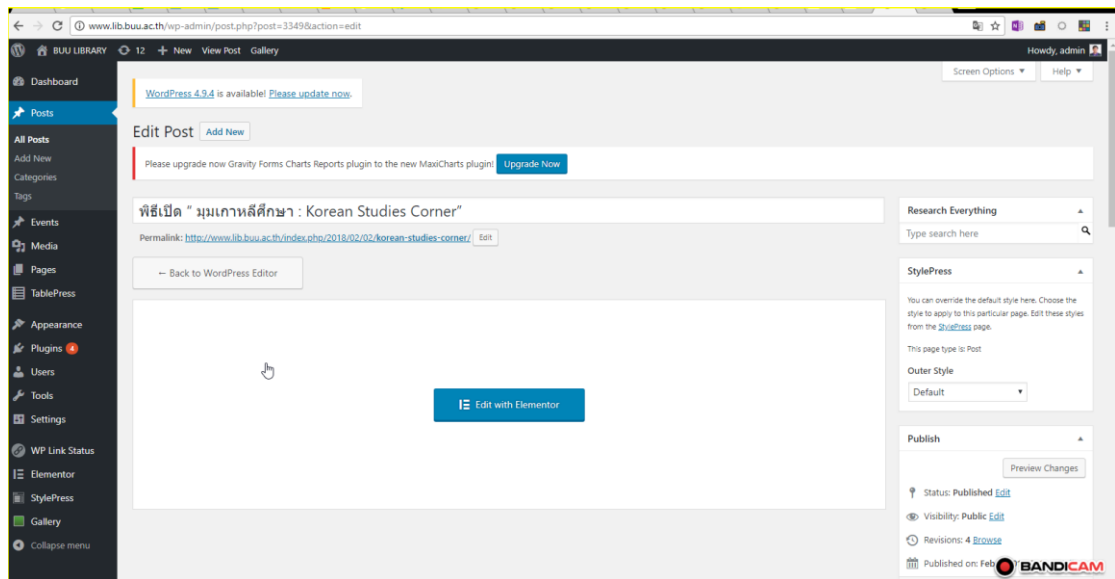 www.lib.buu.ac.th/wp-admin/post.php?post=3349&action=edit
BUU LIBRARY 12 + New View Post Gallery Howdy, admin
Screen Options ▼ Help ▼
Dashboard
Posts
All Posts
Add New
Categories
Tags
Events
Media
Pages
TablePress
Appearance
Plugins 4
Users
Tools
Settings
WP Link Status
Elementor
StylePress
Gallery
Collapse menu
WordPress 4.9.4 is available! Please update now.
Edit Post Add New
Please upgrade now Gravity Forms Charts Reports plugin to the new MaxiCharts plugin! Upgrade Now
พิธีเปิด “ มุมเกาหลีศึกษา : Korean Studies Corner”
Permalink: http://www.lib.buu.ac.th/index.php/2018/02/02/korean-studies-corner/ Edit
← Back to WordPress Editor
Edit with Elementor
Research Everything
Type search here
StylePress
You can override the default style here. Choose the
style to apply to this particular page. Edit these styles
from the StylePress page.
This page type is: Post
Outer Style
Default
Publish
Preview Changes
Status: Published Edit
Visibility: Public Edit
Revisions: 4 Browse
Published on: Feb
BANDICAM